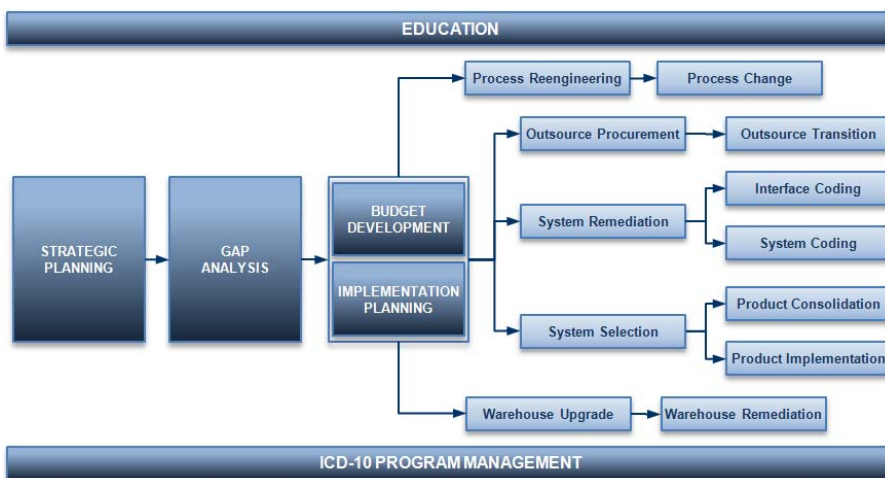 EDUCATION
Process Reengineering
Process Change
Outsource Procurement
Outsource Transition
Interface Coding
BUDGET
DEVELOPMENT
STRATEGIC
PLANNING
GAP
ANALYSIS
System Remediation
System Coding
IMPLEMENTATION
PLANNING
Product Consolidation
System Selection
Product Implementation
Warehouse Upgrade
Warehouse Remediation
ICD-10 PROGRAM MANAGEMENT